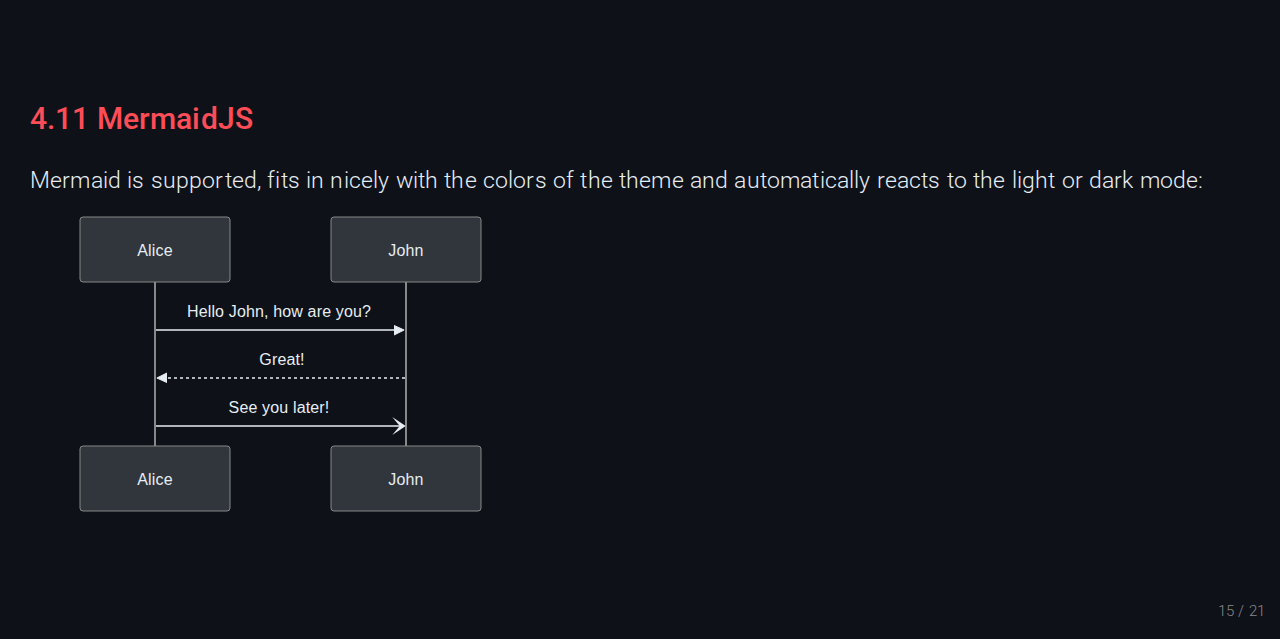 4.11 MermaidJS
Mermaid is supported, fits in nicely with the colors of the theme and automatically reacts to the light or dark mode:
Alice
John
Hello John, how are you?
Great!
See you later!
Alice
John
15 / 21